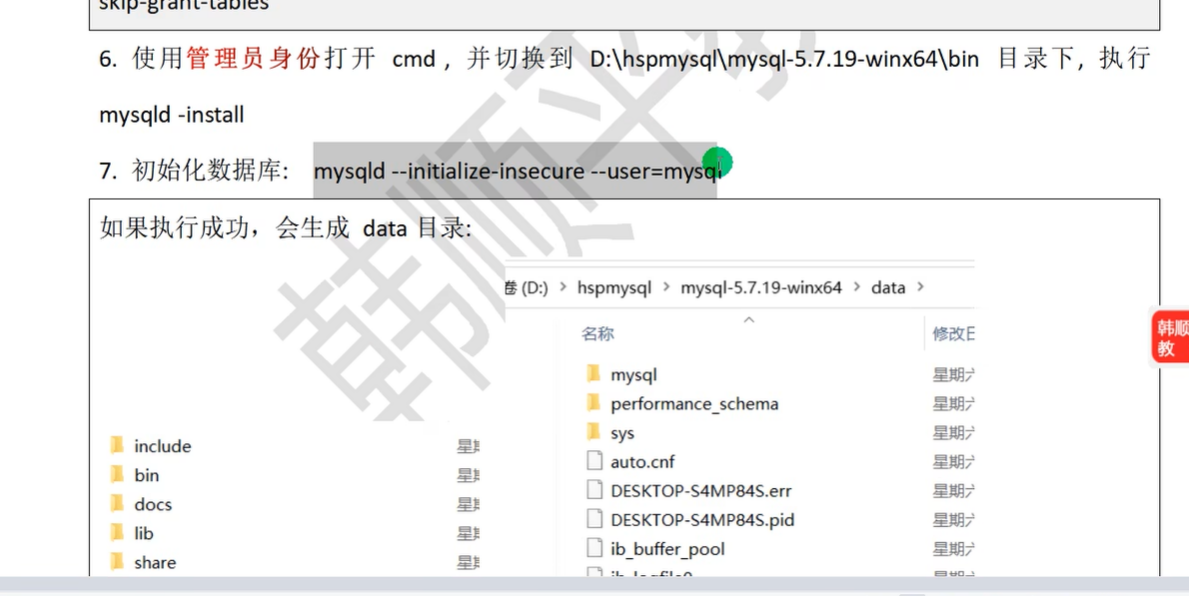 skip-grant-tables
6. 使用管理员身份打开 cmd , 并切换到 D:\hspmysql\mysql-5.7.19-winx64\bin 目录下, 执行
mysqld -install
7. 初始化数据库: mysqld --initialize-insecure --user=mysql
如果执行成功，会生成 data 目录:
卷 (D:) > hspmysql > mysql-5.7.19-winx64 > data >
名称 修改日
mysql 星期六
performance_schema 星期六
sys 星期六
auto.cnf 星期六
DESKTOP-S4MP84S.err 星期六
DESKTOP-S4MP84S.pid 星期六
ib_buffer_pool 星期六
include 星期
bin 星期
docs 星期
lib 星期
share 星期
韩顺平
韩顺
教